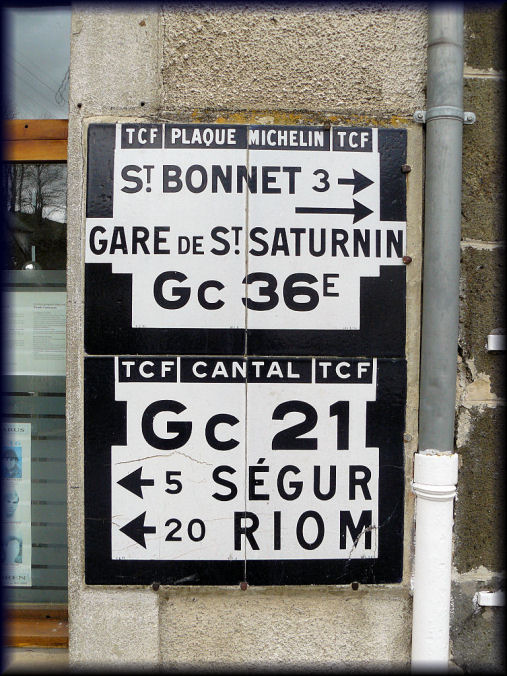 TCF PLAQUE MICHELIN TCF
ST BONNET 3 →
→
GARE DE ST SATURNIN
Gc 36E
TCF CANTAL TCF
Gc 21
← 5 SÉGUR
← 20 RIOM